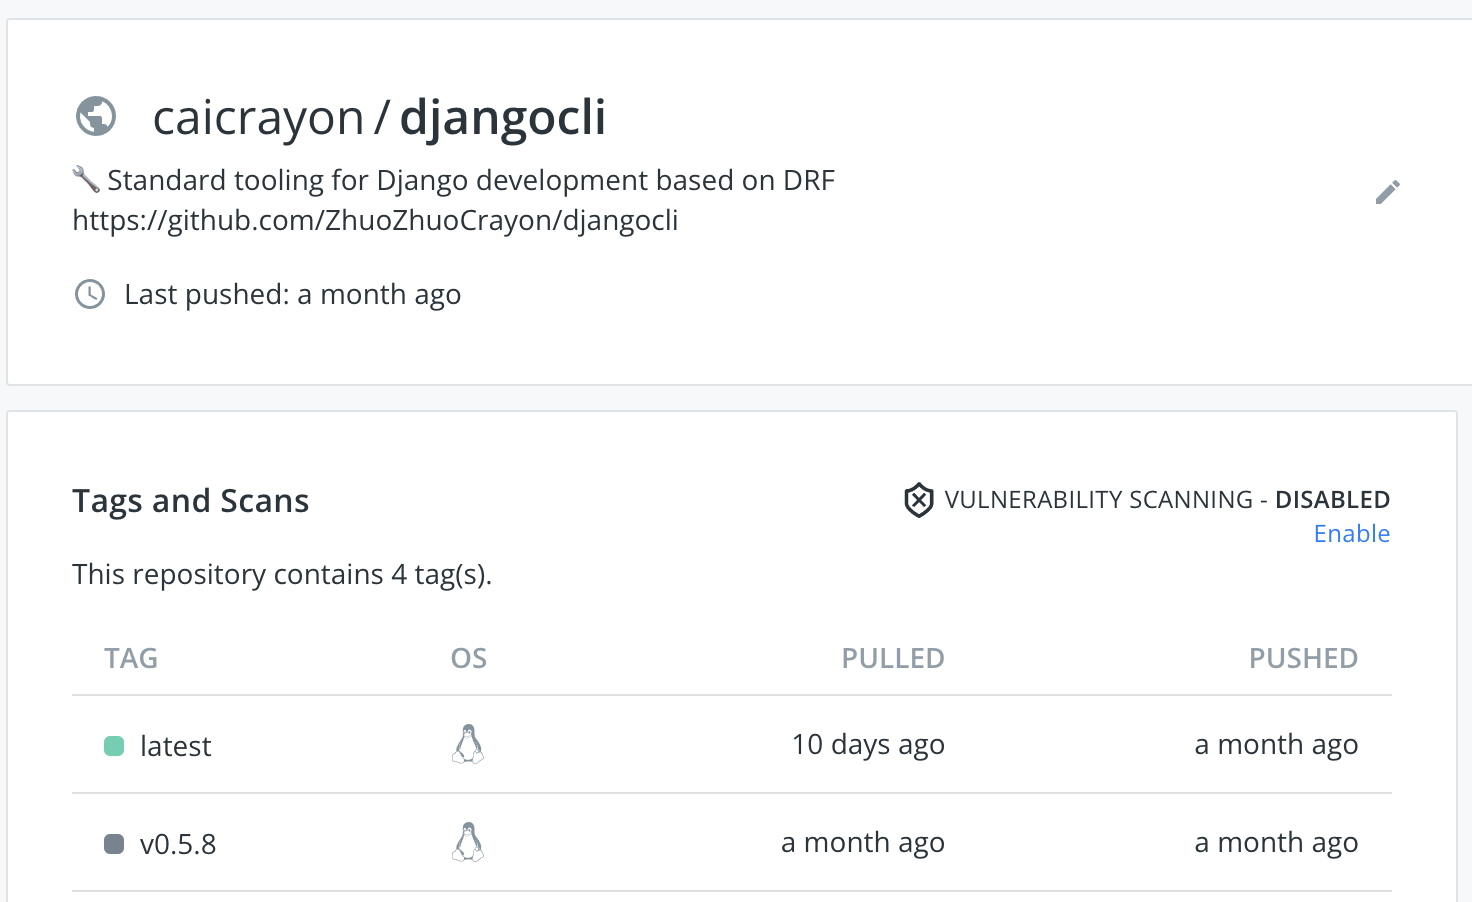 caicrayon / djangocli
🔧 Standard tooling for Django development based on DRF
https://github.com/ZhuoZhuoCrayon/djangocli
Last pushed: a month ago
Tags and Scans
VULNERABILITY SCANNING - DISABLED
Enable
This repository contains 4 tag(s).
TAG OS PULLED PUSHED
latest 10 days ago a month ago
v0.5.8 a month ago a month ago